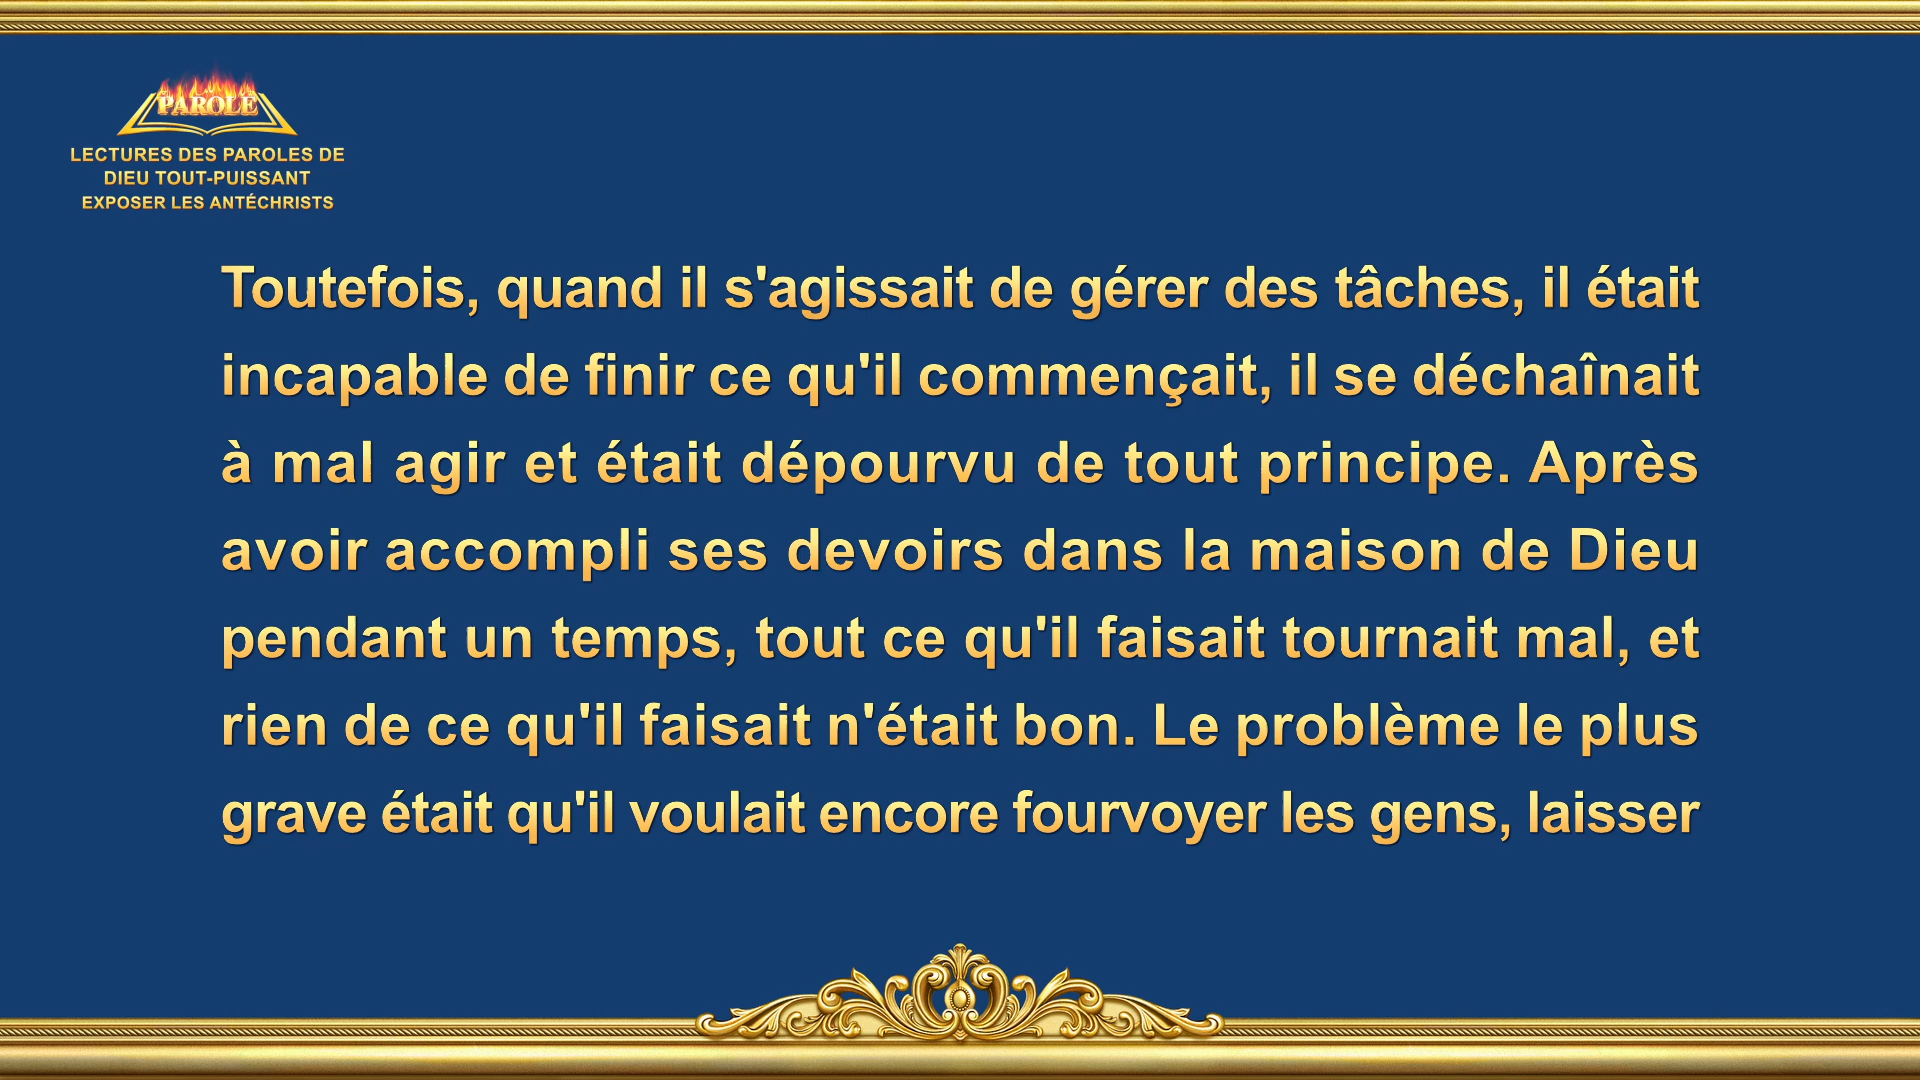 PAROLE
LECTURES DES PAROLES DE
DIEU TOUT-PUISSANT
EXPOSER LES ANTÉCHRISTS
Toutefois, quand il s'agissait de gérer des tâches, il était
incapable de finir ce qu'il commençait, il se déchaînait
à mal agir et était dépourvu de tout principe. Après
avoir accompli ses devoirs dans la maison de Dieu
pendant un temps, tout ce qu'il faisait tournait mal, et
rien de ce qu'il faisait n'était bon. Le problème le plus
grave était qu'il voulait encore fourvoyer les gens, laisser